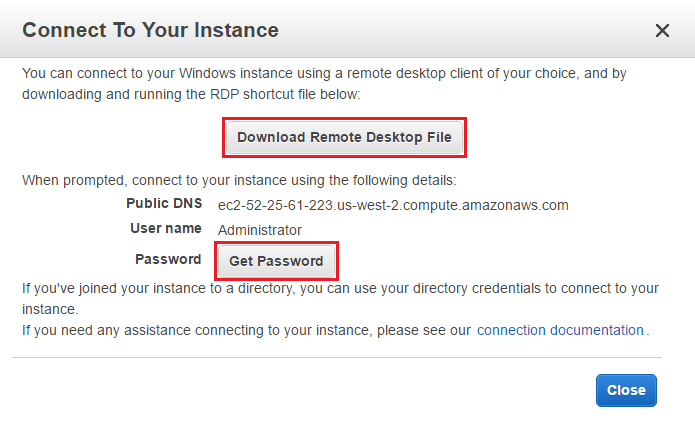 Connect To Your Instance
You can connect to your Windows instance using a remote desktop client of your choice, and by
downloading and running the RDP shortcut file below:
Download Remote Desktop File
When prompted, connect to your instance using the following details:
Public DNS ec2-52-25-61-223.us-west-2.compute.amazonaws.com
User name Administrator
Password Get Password
If you've joined your instance to a directory, you can use your directory credentials to connect to your
instance.
If you need any assistance connecting to your instance, please see our connection documentation.
Close